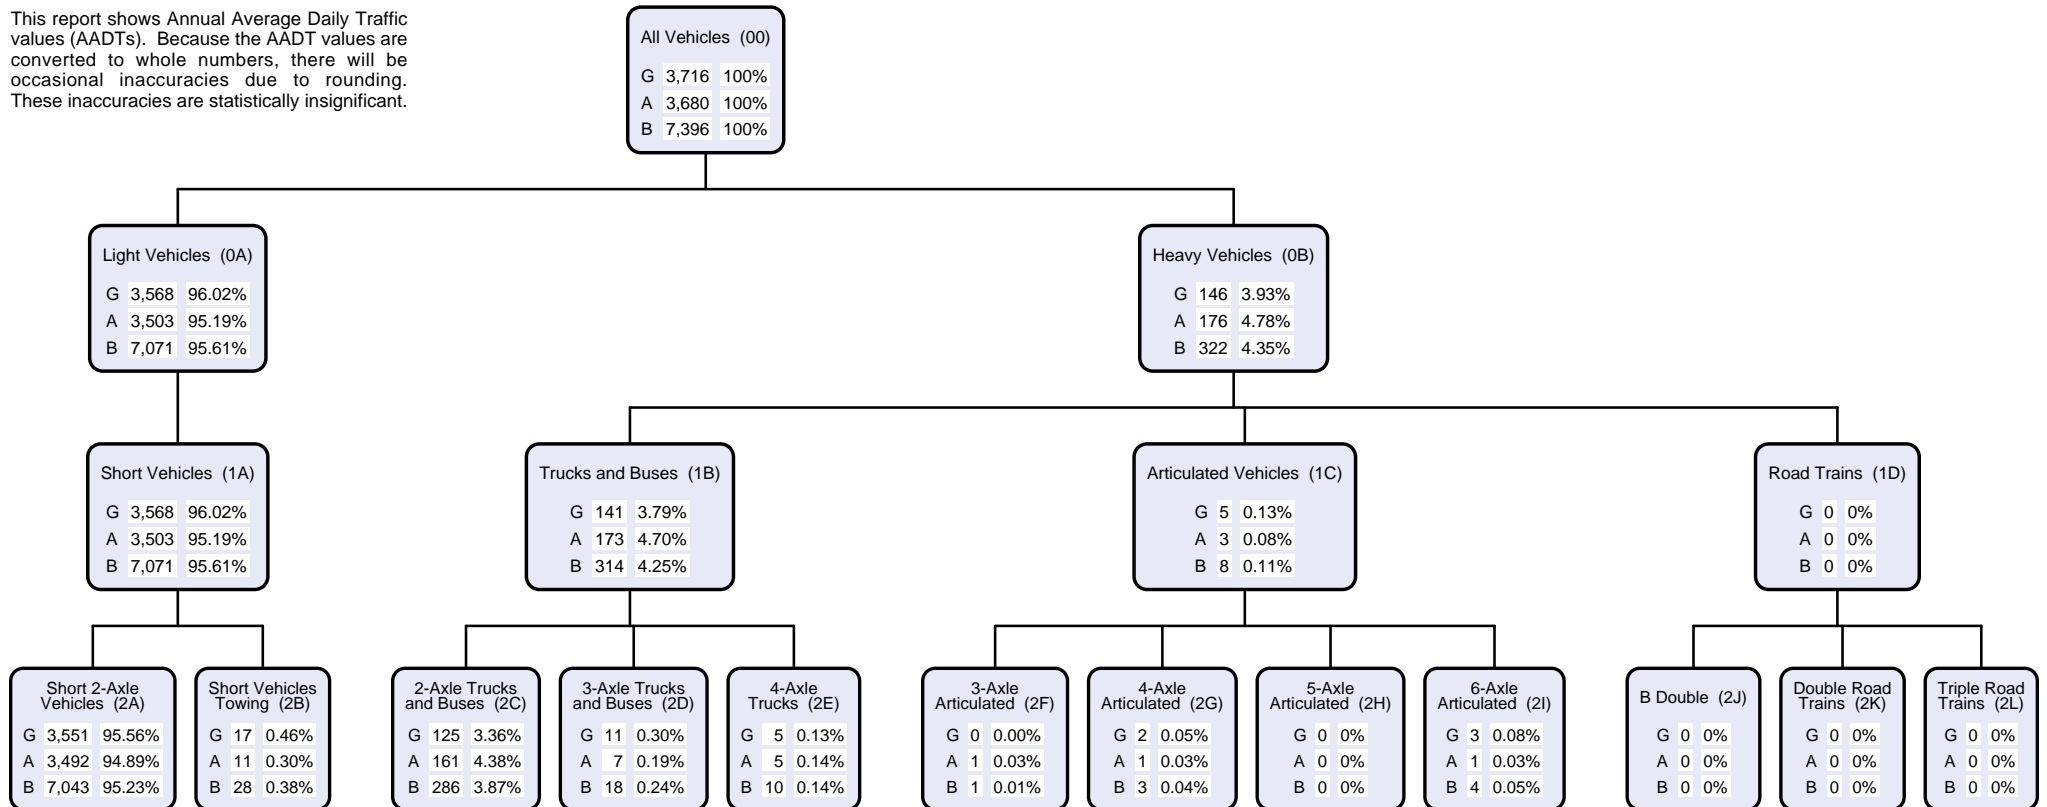 This report shows Annual Average Daily Traffic
values (AADTs). Because the AADT values are
converted to whole numbers, there will be
occasional inaccuracies due to rounding.
These inaccuracies are statistically insignificant.
All Vehicles (00)
G 3,716 100%
A 3,680 100%
B 7,396 100%
Light Vehicles (0A)
G 3,568 96.02%
A 3,503 95.19%
B 7,071 95.61%
Heavy Vehicles (0B)
G 146 3.93%
A 176 4.78%
B 322 4.35%
Short Vehicles (1A)
G 3,568 96.02%
A 3,503 95.19%
B 7,071 95.61%
Trucks and Buses (1B)
G 141 3.79%
A 173 4.70%
B 314 4.25%
Articulated Vehicles (1C)
G 5 0.13%
A 3 0.08%
B 8 0.11%
Road Trains (1D)
G 0 0%
A 0 0%
B 0 0%
Short 2-Axle
Vehicles (2A)
G 3,551 95.56%
A 3,492 94.89%
B 7,043 95.23%
Short Vehicles
Towing (2B)
G 17 0.46%
A 11 0.30%
B 28 0.38%
2-Axle Trucks
and Buses (2C)
G 125 3.36%
A 161 4.38%
B 286 3.87%
3-Axle Trucks
and Buses (2D)
G 11 0.30%
A 7 0.19%
B 18 0.24%
4-Axle
Trucks (2E)
G 5 0.13%
A 5 0.14%
B 10 0.14%
3-Axle
Articulated (2F)
G 0 0.00%
A 1 0.03%
B 1 0.01%
4-Axle
Articulated (2G)
G 2 0.05%
A 1 0.03%
B 3 0.04%
5-Axle
Articulated (2H)
G 0 0%
A 0 0%
B 0 0%
6-Axle
Articulated (2I)
G 3 0.08%
A 1 0.03%
B 4 0.05%
B Double (2J)
G 0 0%
A 0 0%
B 0 0%
Double Road
Trains (2K)
G 0 0%
A 0 0%
B 0 0%
Triple Road
Trains (2L)
G 0 0%
A 0 0%
B 0 0%